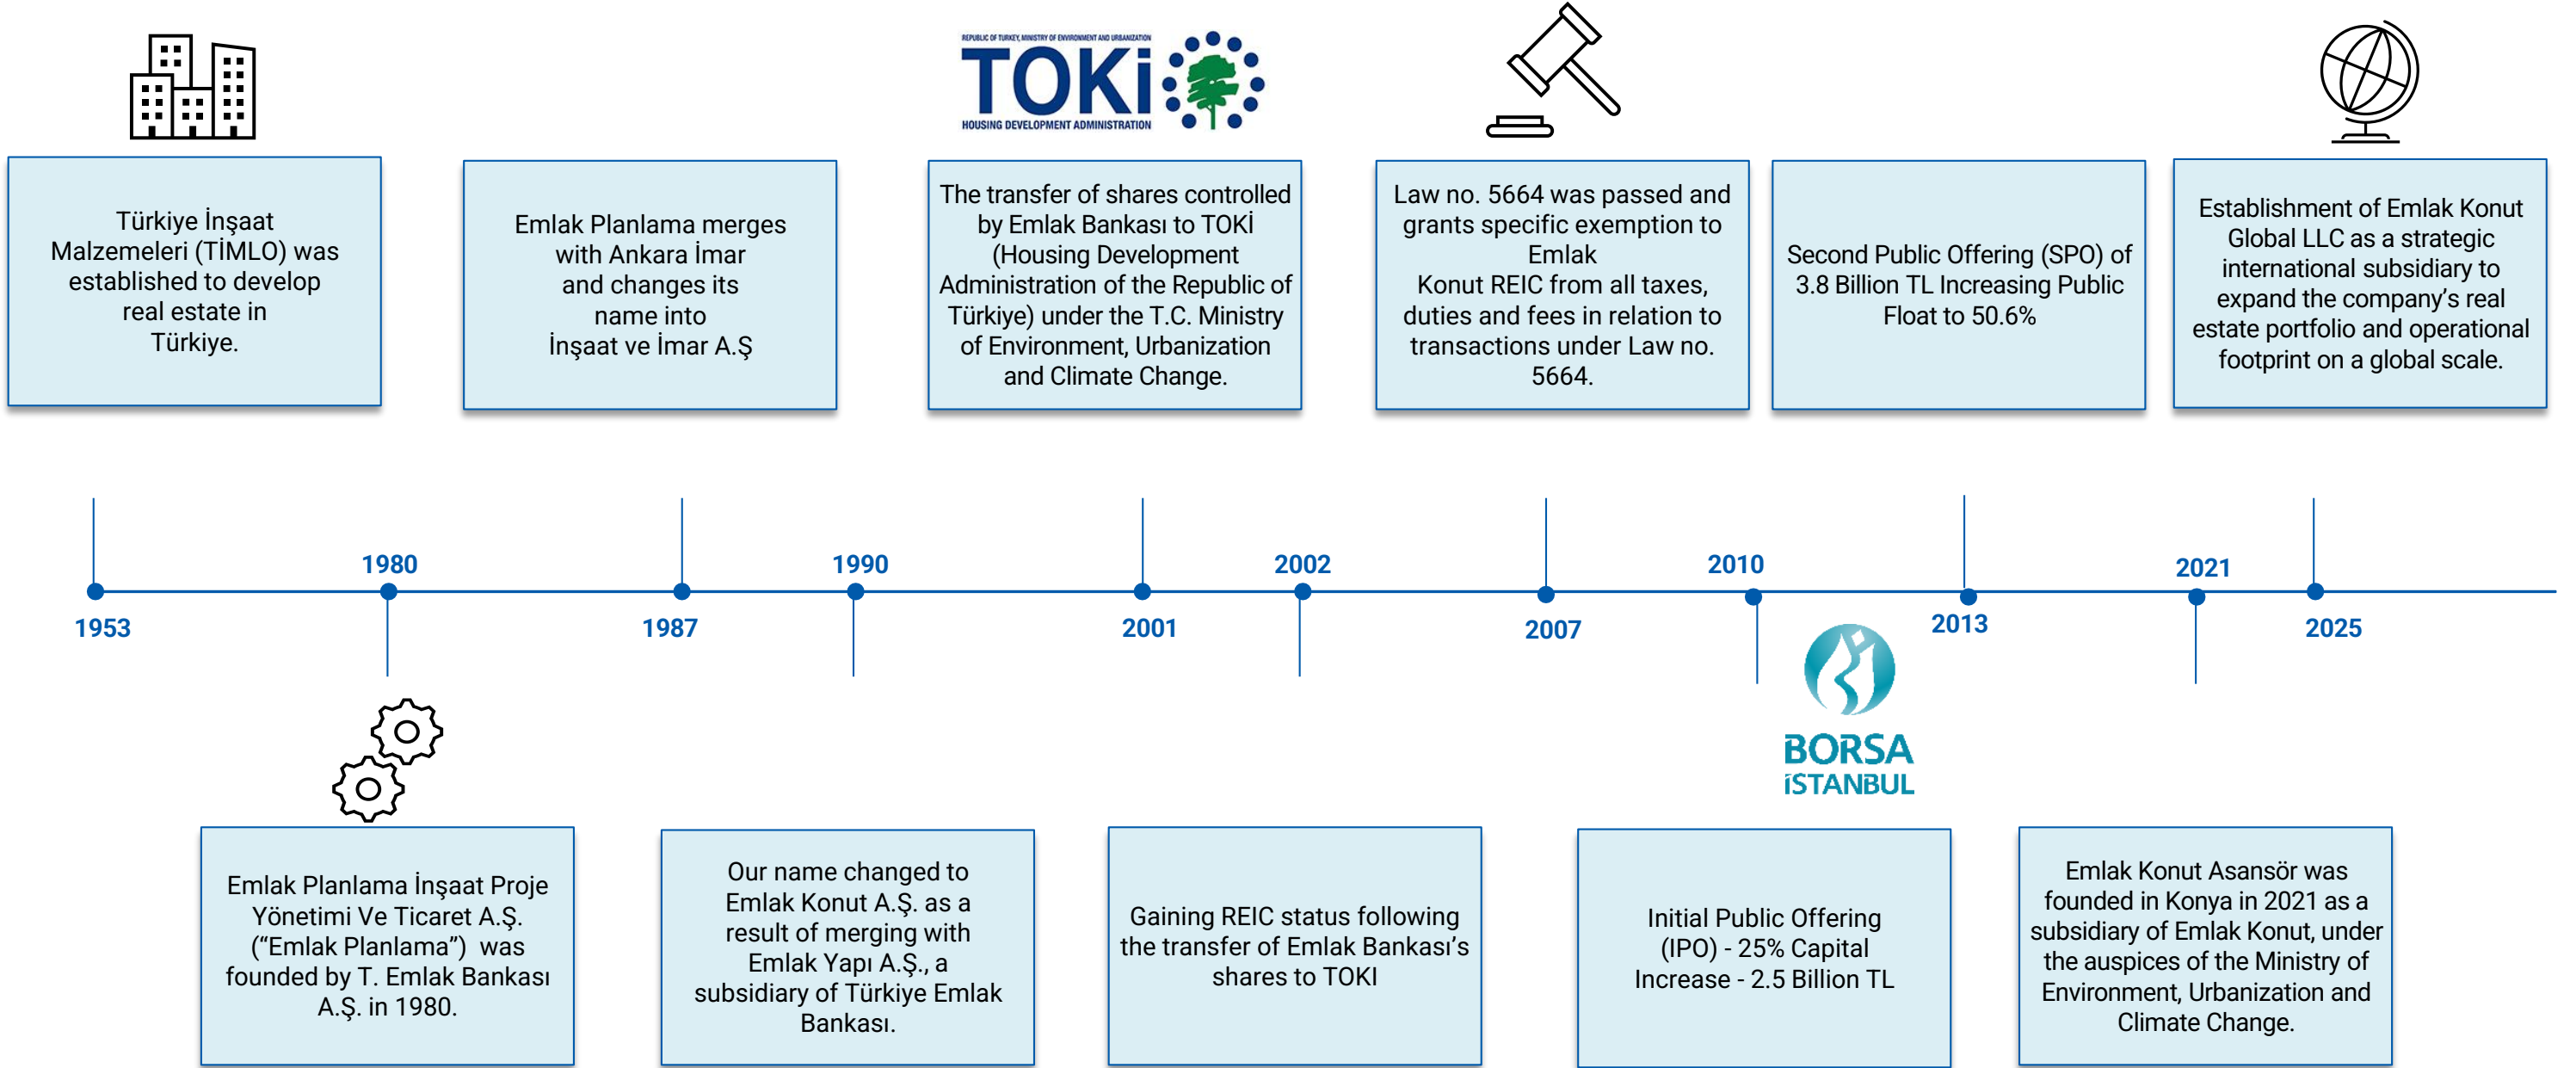 REPUBLIC OF TURKEY, MINISTRY OF ENVIRONMENT AND URBANIZATION
TOKi
HOUSING DEVELOPMENT ADMINISTRATION
Türkiye İnşaat
Malzemeleri (TİMLO) was
established to develop
real estate in
Türkiye.
Emlak Planlama merges
with Ankara İmar
and changes its
name into
İnşaat ve İmar A.Ş
The transfer of shares controlled
by Emlak Bankası to TOKİ
(Housing Development
Administration of the Republic of
Türkiye) under the T.C. Ministry
of Environment, Urbanization
and Climate Change.
Law no. 5664 was passed and
grants specific exemption to
Emlak
Konut REIC from all taxes,
duties and fees in relation to
transactions under Law no.
5664.
Second Public Offering (SPO) of
3.8 Billion TL Increasing Public
Float to 50.6%
Establishment of Emlak Konut
Global LLC as a strategic
international subsidiary to
expand the company’s real
estate portfolio and operational
footprint on a global scale.
1953
1980
1987
1990
2001
2002
2007
2010
2013
2021
2025
BORSA
İSTANBUL
Emlak Planlama İnşaat Proje
Yönetimi Ve Ticaret A.Ş.
(“Emlak Planlama”) was
founded by T. Emlak Bankası
A.Ş. in 1980.
Our name changed to
Emlak Konut A.Ş. as a
result of merging with
Emlak Yapı A.Ş., a
subsidiary of Türkiye Emlak
Bankası.
Gaining REIC status following
the transfer of Emlak Bankası’s
shares to TOKI
Initial Public Offering
(IPO) - 25% Capital
Increase - 2.5 Billion TL
Emlak Konut Asansör was
founded in Konya in 2021 as a
subsidiary of Emlak Konut, under
the auspices of the Ministry of
Environment, Urbanization and
Climate Change.